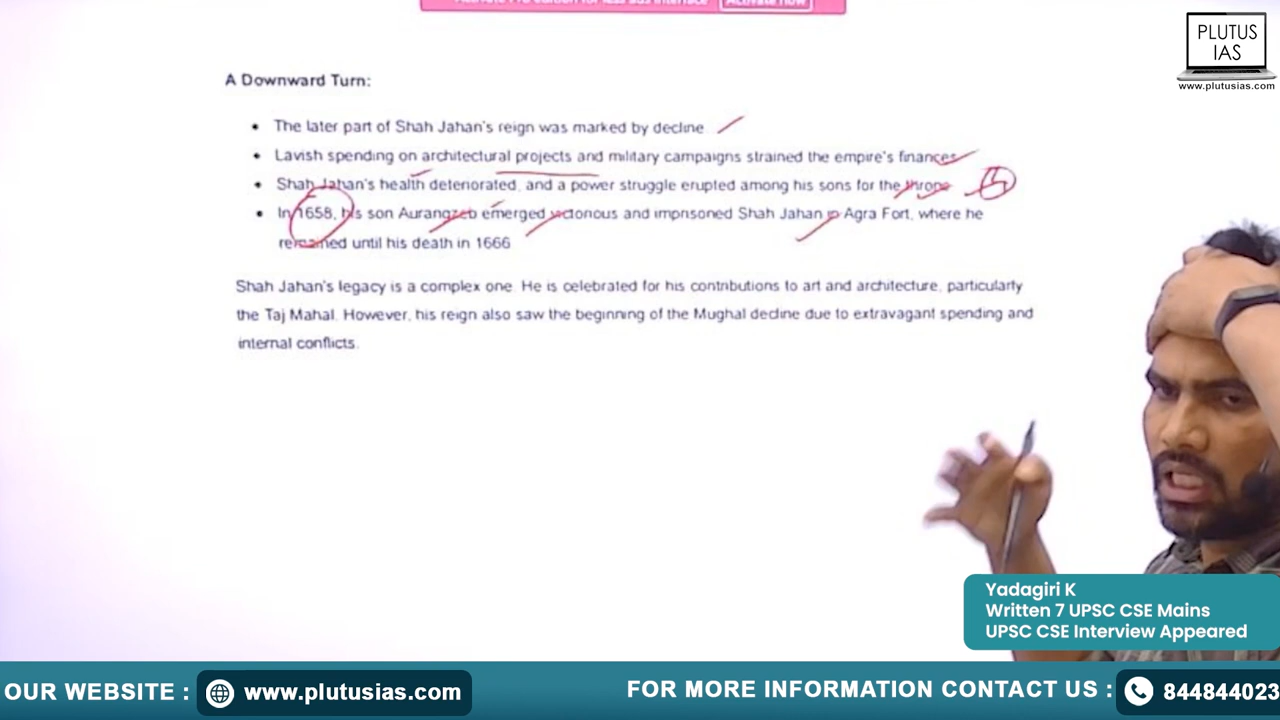 PLUTUS
IAS
www.plutusias.com
A Downward Turn:
• The later part of Shah Jahan's reign was marked by decline
• Lavish spending on architectural projects and military campaigns strained the empire's finances
• Shah Jahan's health deteriorated, and a power struggle erupted among his sons for the throne
• In 1658, his son Aurangzeb emerged victorious and imprisoned Shah Jahan in Agra Fort, where he
remained until his death in 1666
Shah Jahan's legacy is a complex one. He is celebrated for his contributions to art and architecture, particularly
the Taj Mahal. However, his reign also saw the beginning of the Mughal decline due to extravagant spending and
internal conflicts.
Yadagiri K
Written 7 UPSC CSE Mains
UPSC CSE Interview Appeared
OUR WEBSITE : www.plutusias.com FOR MORE INFORMATION CONTACT US : 844844023